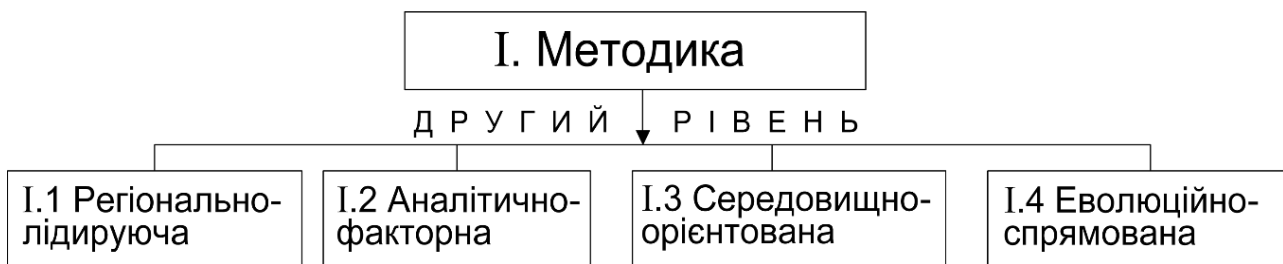 I. Методика
ДРУГИЙ РІВЕНЬ
I.1 Регіонально-
лідируюча
I.2 Аналітично-
факторна
I.3 Середовищно-
орієнтована
I.4 Еволюційно-
спрямована